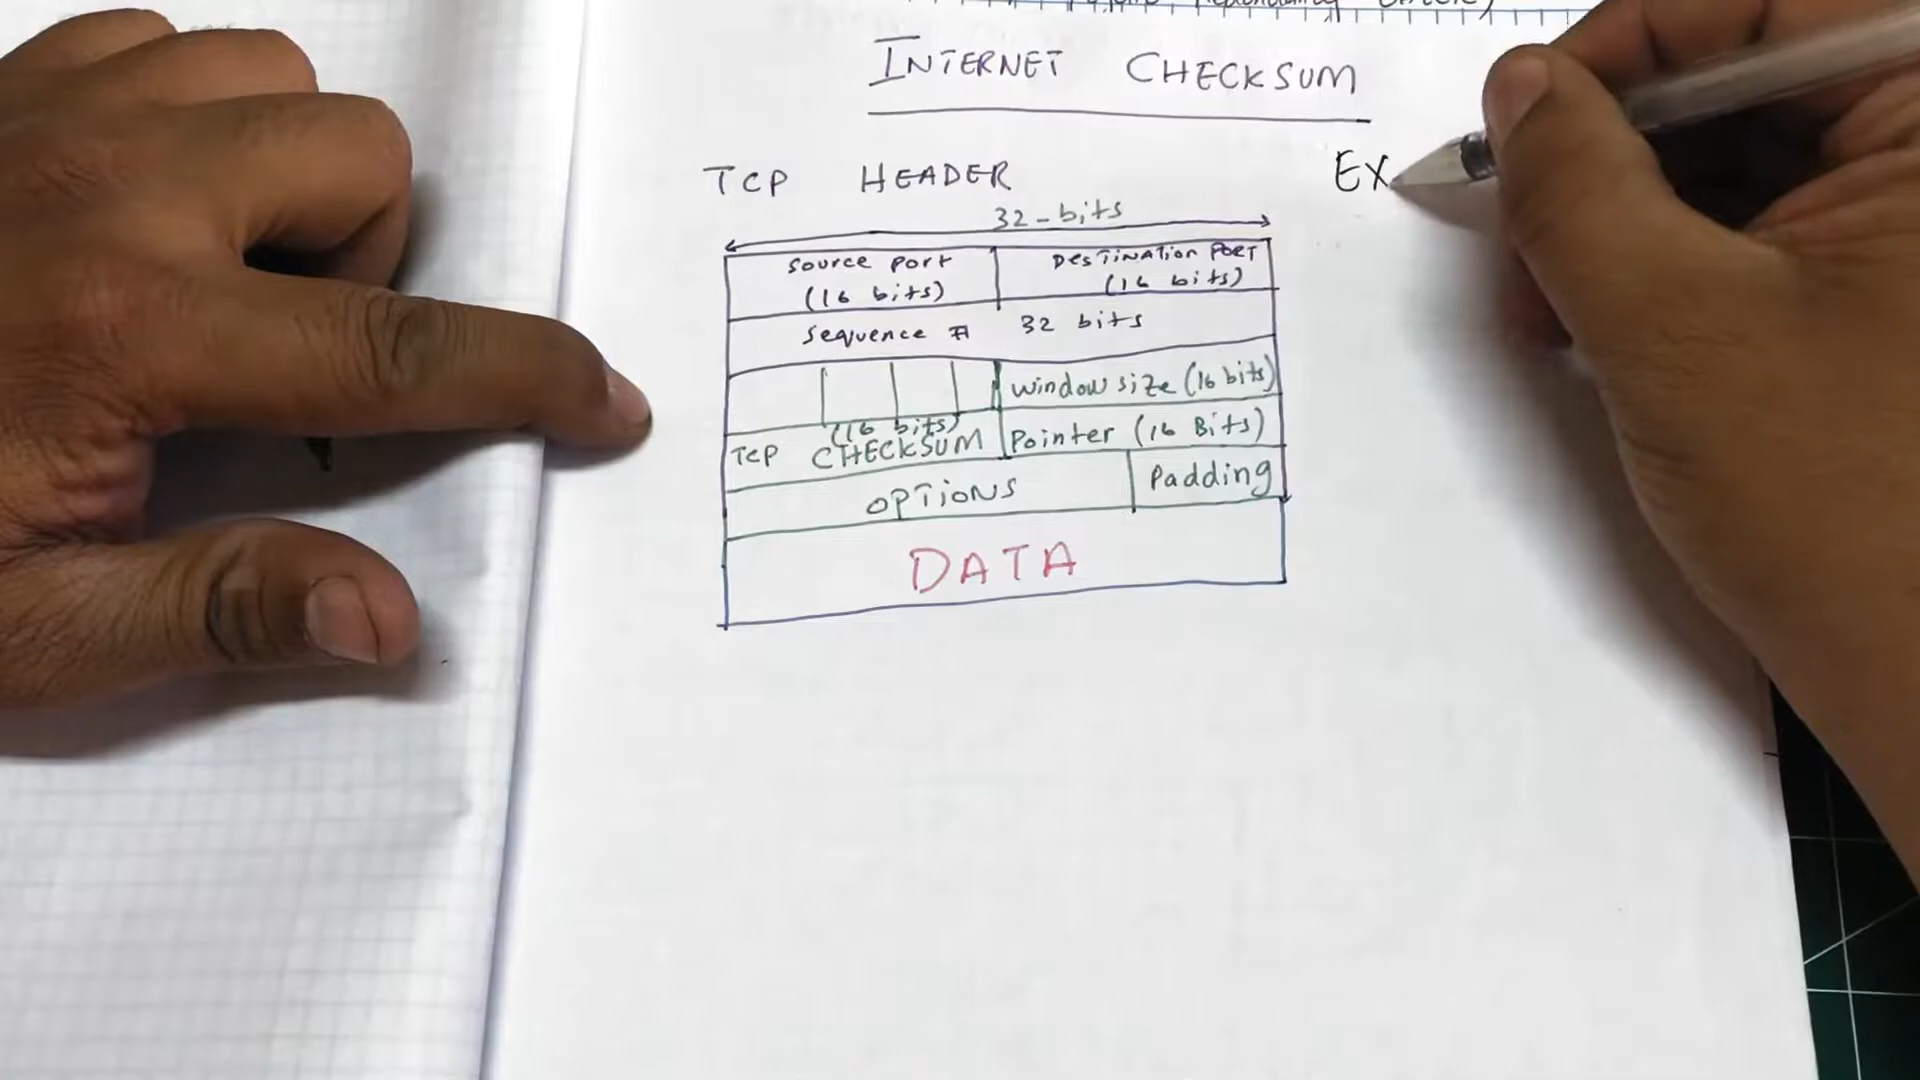 INTERNET CHECKSUM
TCP HEADER
EX
32-bits
source port
(16 bits)
DESTINATION PORT
(16 bits)
sequence # 32 bits
window size (16 bits)
(16 bits)
TCP CHECKSUM
Pointer (16 Bits)
OPTIONS
Padding
DATA